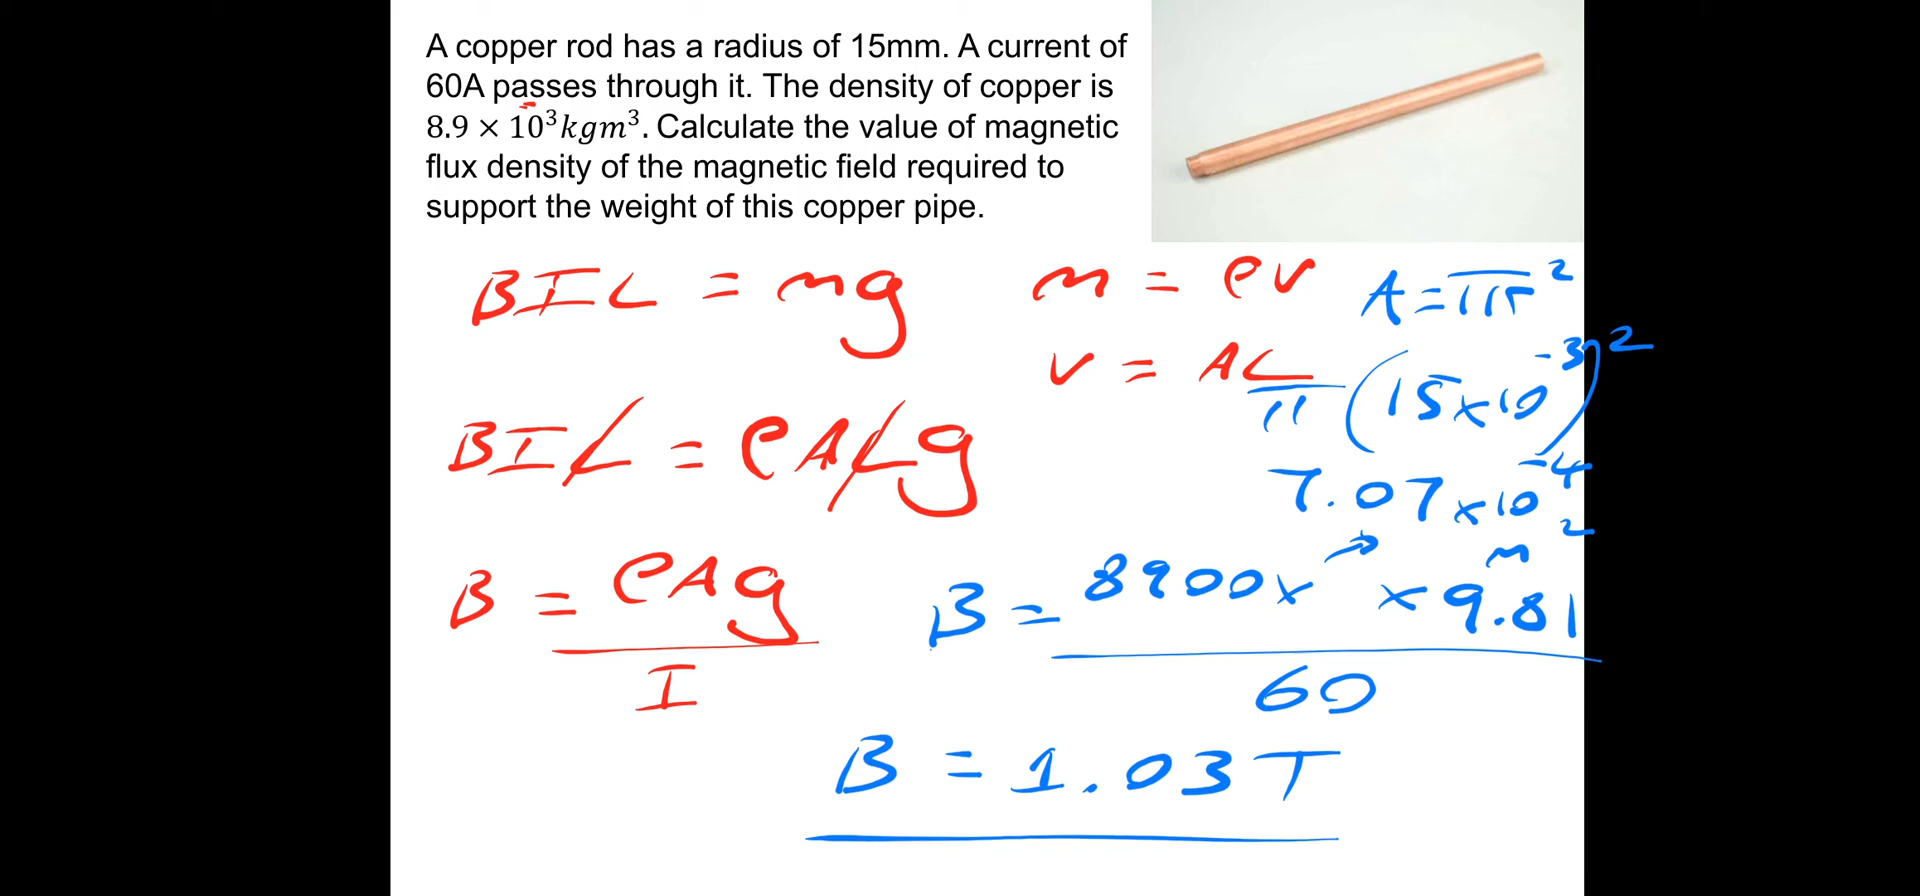 A copper rod has a radius of 15mm. A current of
60A passes through it. The density of copper is
8.9 × 10³kgm³. Calculate the value of magnetic
flux density of the magnetic field required to
support the weight of this copper pipe.
BIL = mg
m = ρv
A = πr²
v = AL
π(15×10⁻³)²
BIL = ρALg
7.07×10⁻⁴ m²
B = ρAg / I
B = 8900× → ×9.81 / 60
B = 1.03T